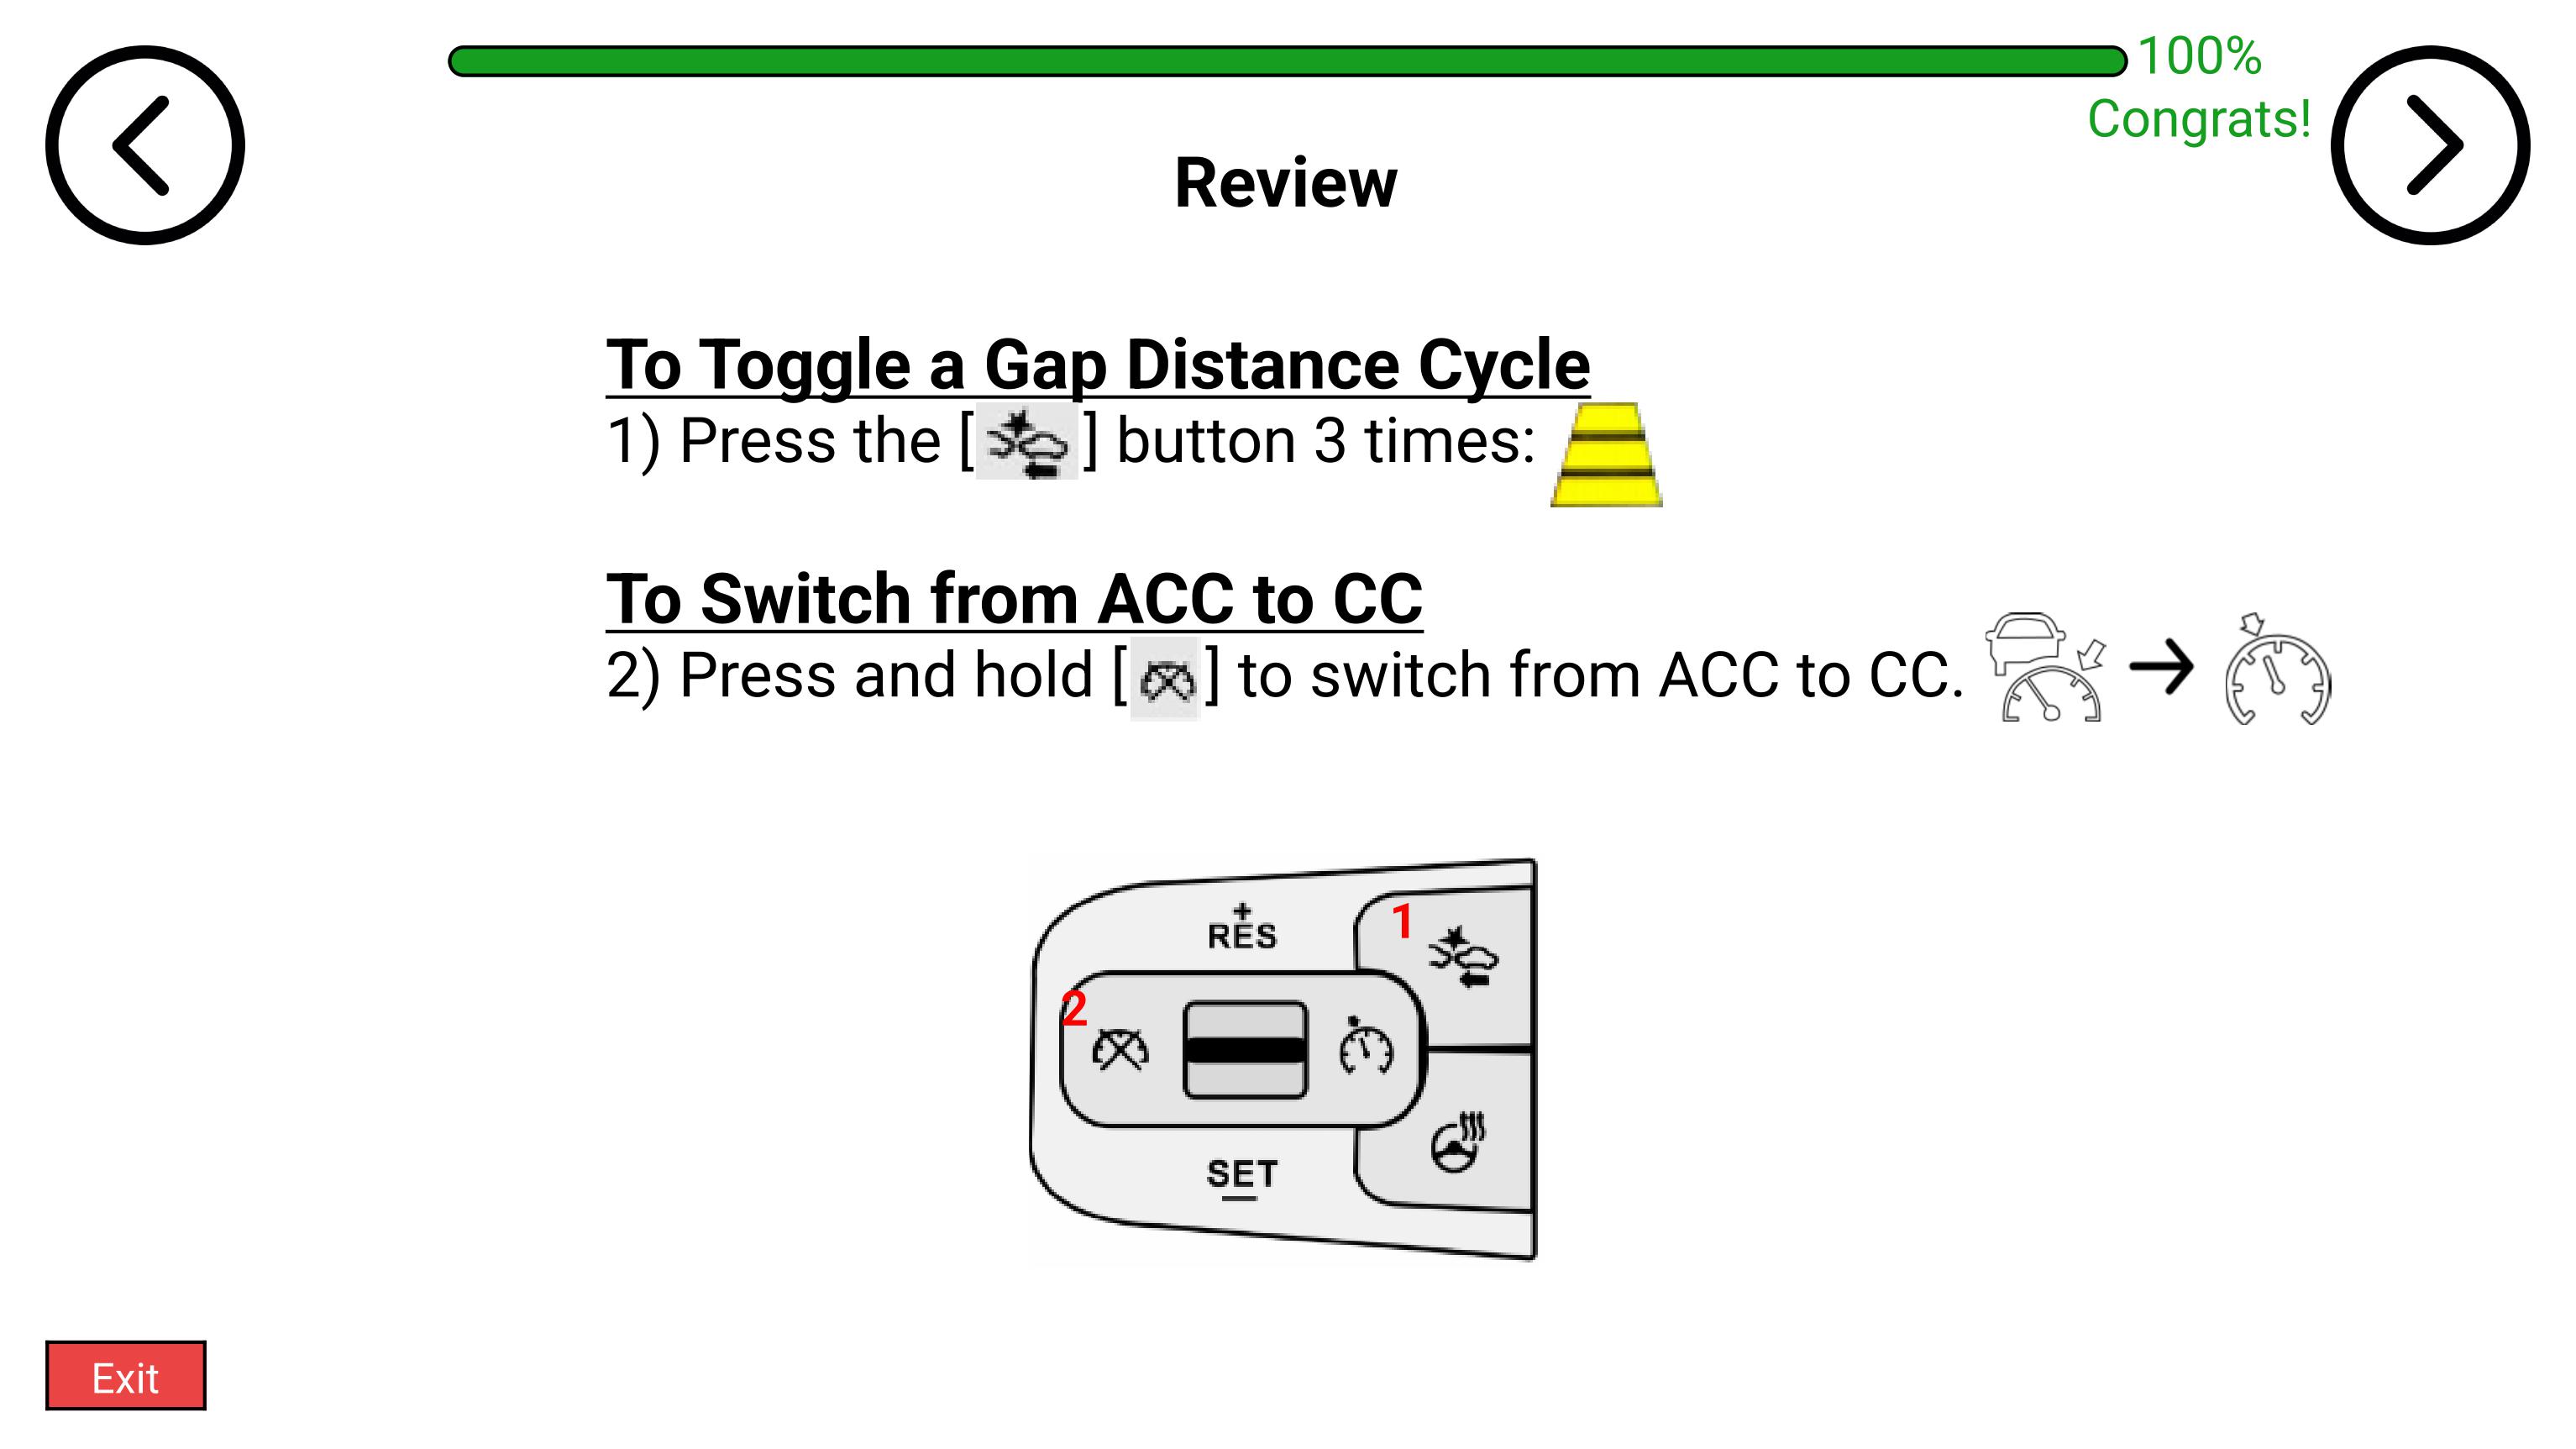 100%
Congrats!
Review
To Toggle a Gap Distance Cycle
1) Press the [ ] button 3 times:
To Switch from ACC to CC
2) Press and hold [ ] to switch from ACC to CC.
+
RES
1
2
SET
Exit